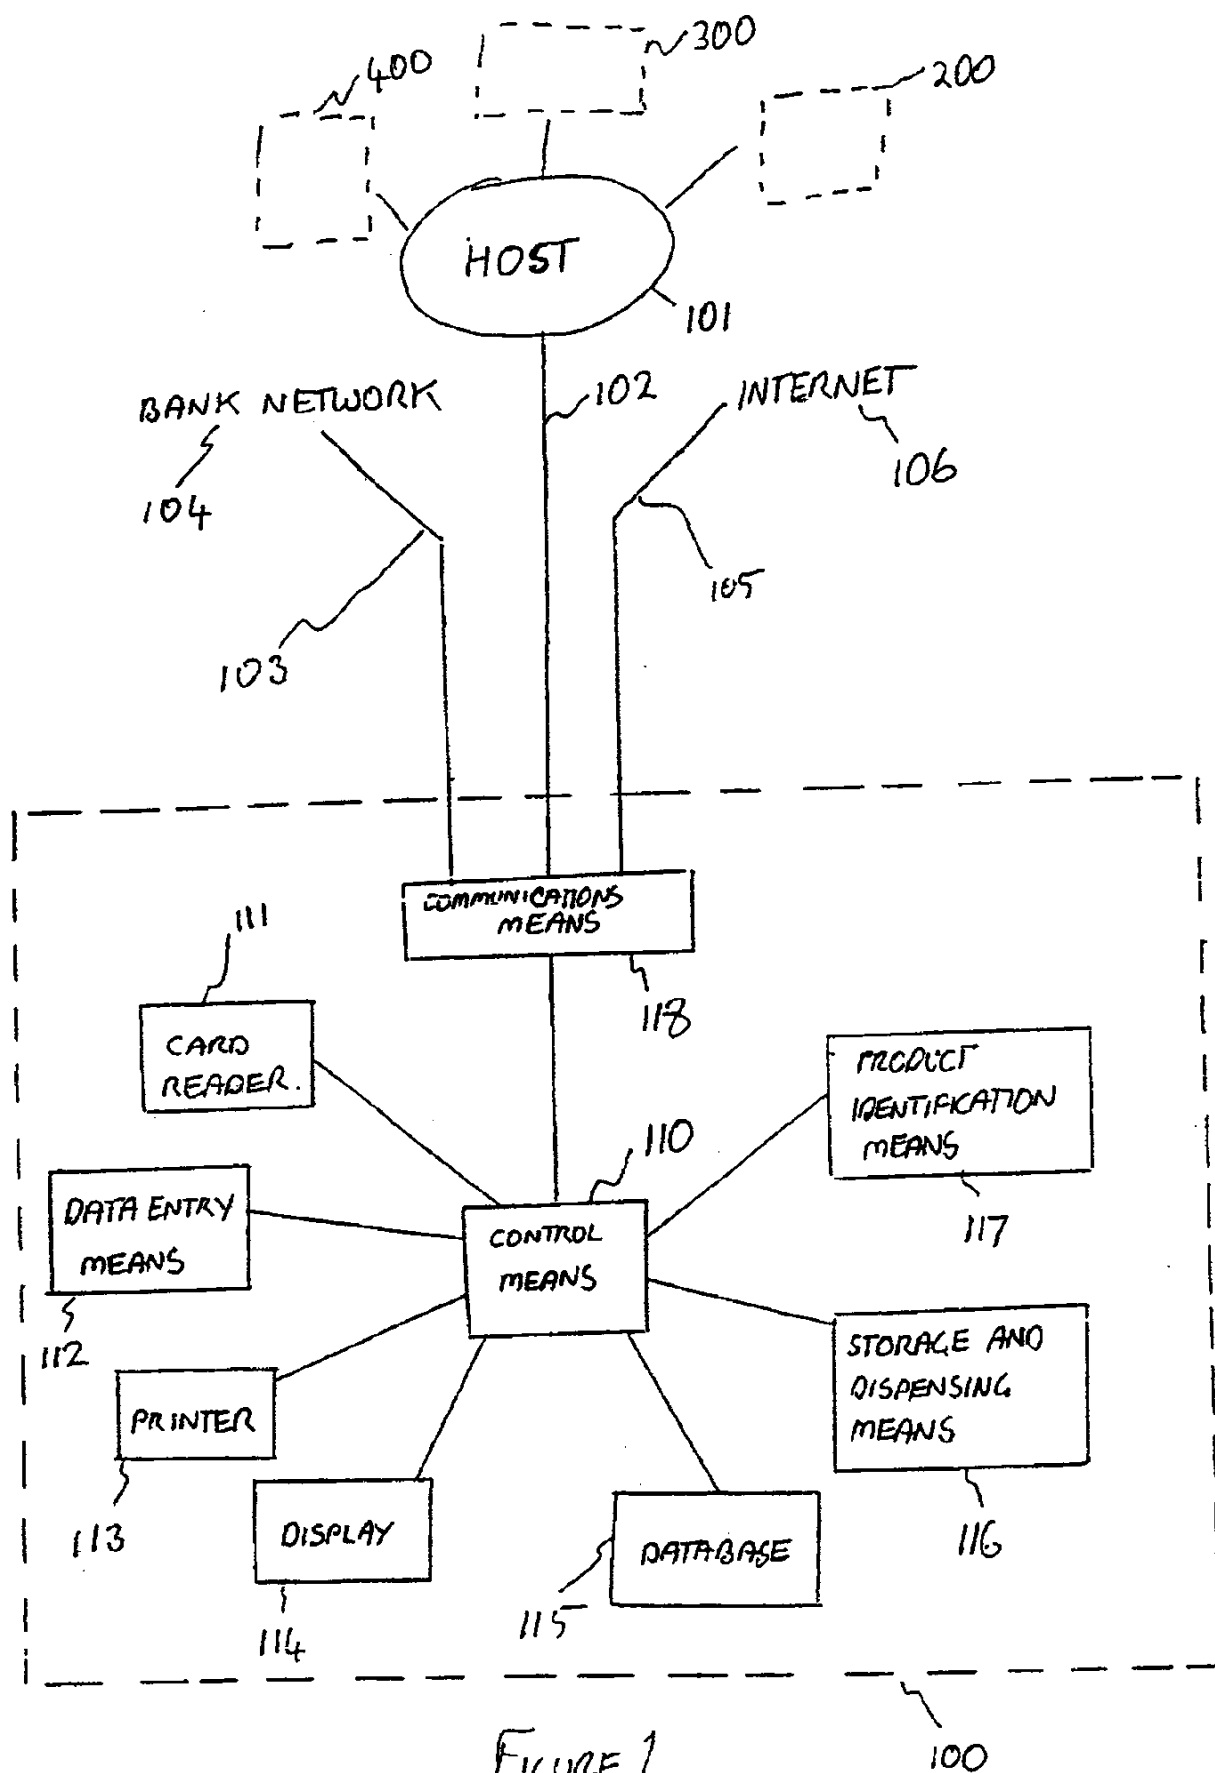 300
400
200
HOST
101
BANK NETWORK
102
INTERNET
104
106
103
105
COMMUNICATIONS
MEANS
111
118
CARD
READER.
PRODUCT
IDENTIFICATION
MEANS
110
117
DATA ENTRY
MEANS
CONTROL
MEANS
112
STORAGE AND
DISPENSING
MEANS
PRINTER
113
116
DISPLAY
DATABASE
114
115
100
FIGURE 1